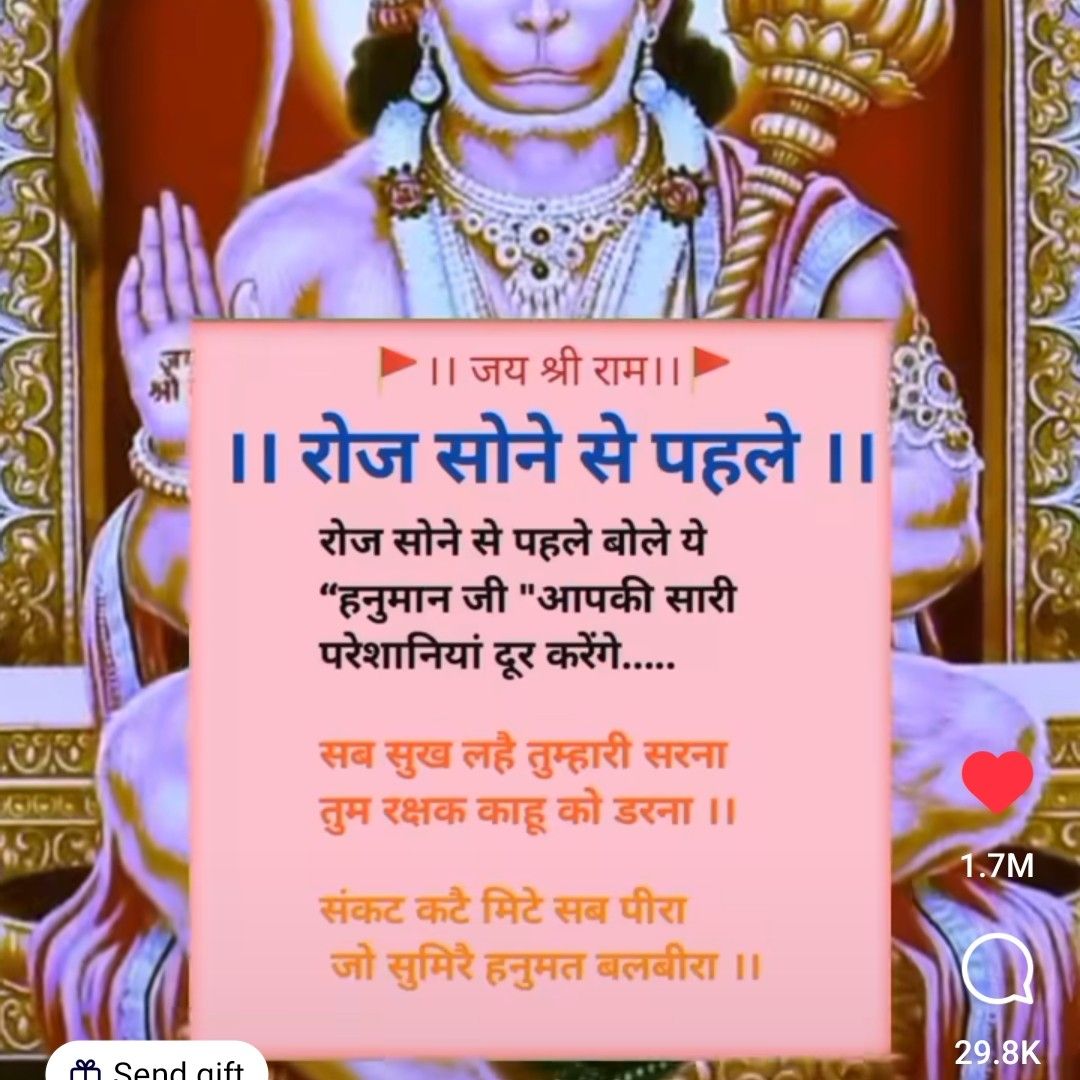 ।। जय श्री राम।।
।। रोज सोने से पहले ।।
रोज सोने से पहले बोले ये
“हनुमान जी "आपकी सारी
परेशानियां दूर करेंगे.....
सब सुख लहै तुम्हारी सरना
तुम रक्षक काहू को डरना ।।
संकट कटै मिटे सब पीरा
जो सुमिरै हनुमत बलबीरा ।।
श्री
1.7M
29.8K
Send gift